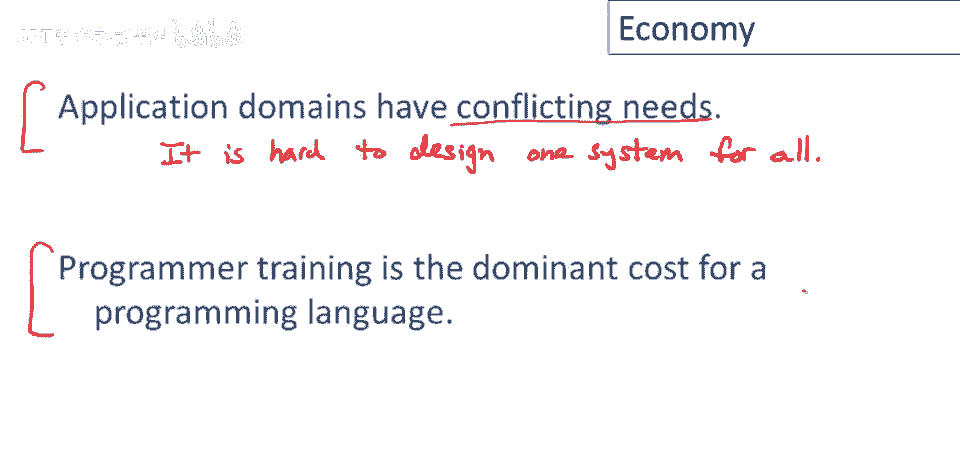 Economy
Application domains have conflicting needs.
It is hard to design one system for all.
Programmer training is the dominant cost for a
programming language.